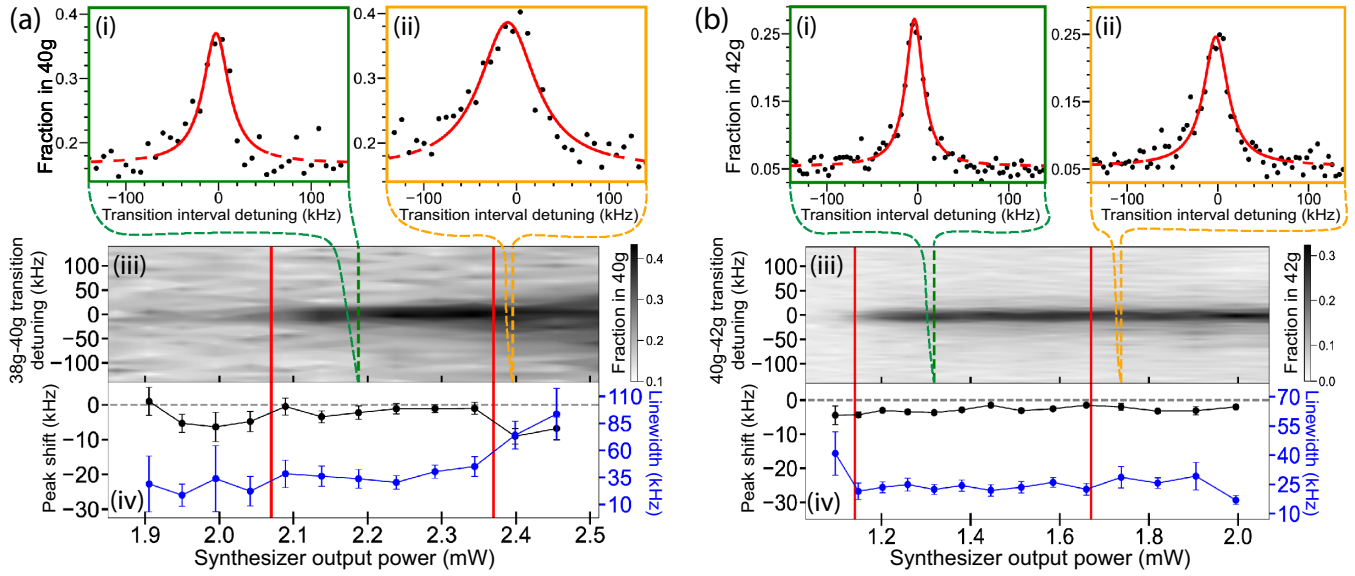 (a)
(i)
(ii)
Fraction in 40g
0.4
0.3
0.2
−100
0
100
Transition interval detuning (kHz)
0.4
0.3
0.2
−100
0
100
Transition interval detuning (kHz)
(iii)
38g-40g transition
detuning (kHz)
100
50
0
−50
−100
Fraction in 40g
0.4
0.3
0.2
0.1
(iv)
Peak shift (kHz)
0
−10
−20
−30
Linewidth (kHz)
110
85
60
35
10
1.9
2.0
2.1
2.2
2.3
2.4
2.5
Synthesizer output power (mW)
(b)
(i)
(ii)
Fraction in 42g
0.25
0.15
0.05
−100
0
100
Transition interval detuning (kHz)
0.25
0.15
0.05
−100
0
100
Transition interval detuning (kHz)
(iii)
40g-42g transition
detuning (kHz)
100
50
0
−50
−100
Fraction in 42g
0.3
0.2
0.1
0.0
(iv)
Peak shift (kHz)
0
−10
−20
−30
Linewidth (kHz)
70
55
40
25
10
1.2
1.4
1.6
1.8
2.0
Synthesizer output power (mW)